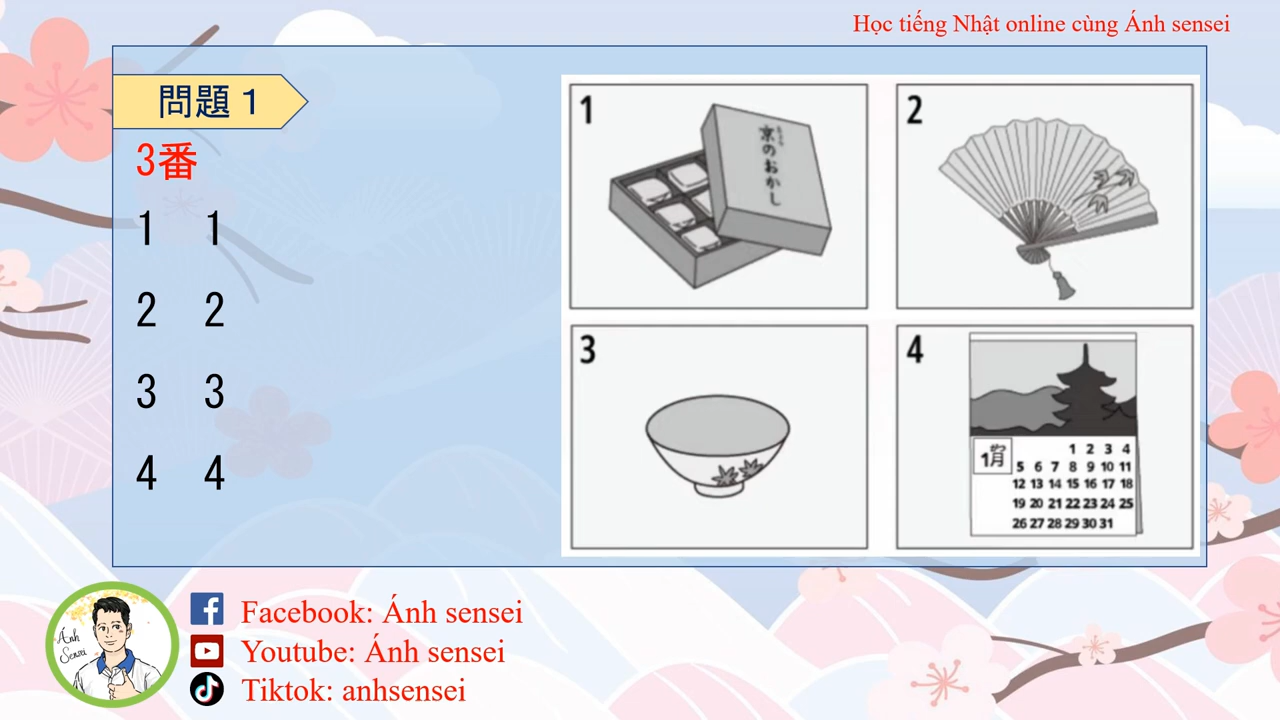 Học tiếng Nhật online cùng Ánh sensei
問題 1
3番
1 1
2 2
3 3
4 4
1
京のおかし
2
3
4
1月
1 2 3 4
5 6 7 8 9 10 11
12 13 14 15 16 17 18
19 20 21 22 23 24 25
26 27 28 29 30 31
Ánh Sensei
Facebook: Ánh sensei
Youtube: Ánh sensei
Tiktok: anhsensei